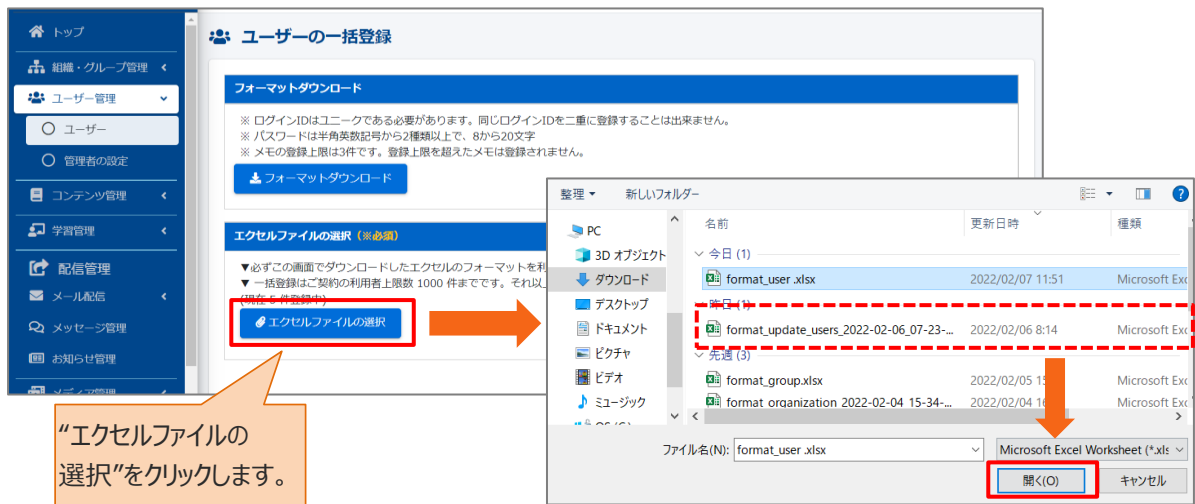 トップ
組織・グループ管理
ユーザー管理
ユーザー
管理者の設定
コンテンツ管理
学習管理
配信管理
メール配信
メッセージ管理
お知らせ管理
メディア管理
ユーザーの一括登録
フォーマットダウンロード
※ ログインIDはユニークである必要があります。同じログインIDを二重に登録することは出来ません。
※ パスワードは半角英数記号から2種類以上で、8から20文字
※ メモの登録上限は3件です。登録上限を超えたメモは登録されません。
フォーマットダウンロード
エクセルファイルの選択（※必須）
▼必ずこの画面でダウンロードしたエクセルのフォーマットを利
▼ 一括登録はご契約の利用者上限数 1000 件までです。それ以上
(現在 5 件登録中)
エクセルファイルの選択
“エクセルファイルの
選択”をクリックします。
整理 新しいフォルダー
PC
3D オブジェクト
ダウンロード
デスクトップ
ドキュメント
ピクチャ
ビデオ
ミュージック
OS (C:)
名前 更新日時 種類
今日 (1)
format_user .xlsx 2022/02/07 11:51 Microsoft Exc
昨日 (1)
format_update_users_2022-02-06_07-23-... 2022/02/06 8:14 Microsoft Exc
先週 (3)
format_group.xlsx 2022/02/05 Microsoft Exc
format_organization_2022-02-04_15-34-... 2022/02/04 Microsoft Exc
ファイル名(N): format_user .xlsx Microsoft Excel Worksheet (*.xls
開く(O) キャンセル